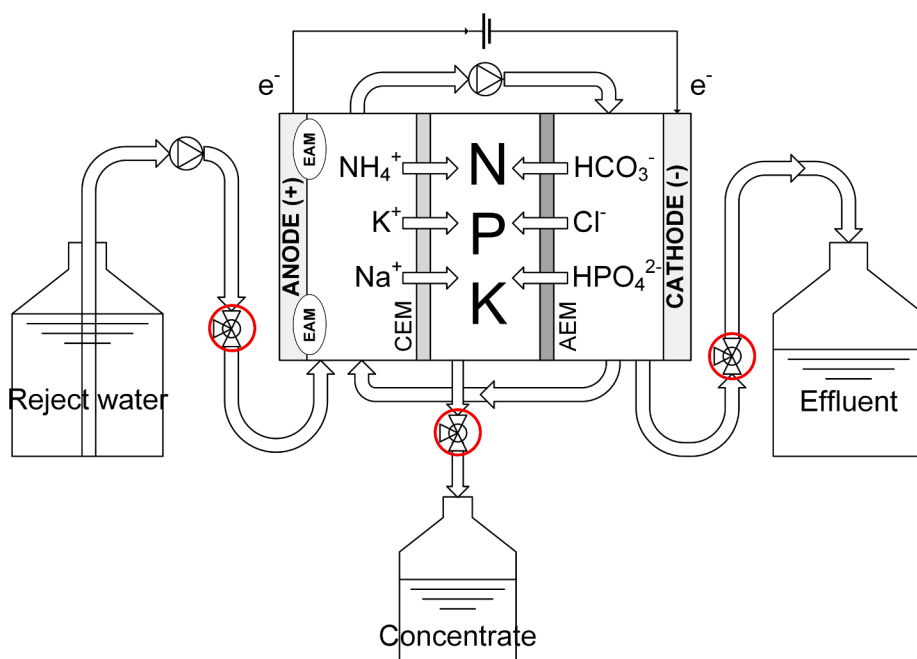 e⁻
e⁻
ANODE (+)
EAM
EAM
NH₄⁺
K⁺
Na⁺
CEM
N
P
K
AEM
HCO₃⁻
Cl⁻
HPO₄²⁻
CATHODE (-)
Reject water
Effluent
Concentrate